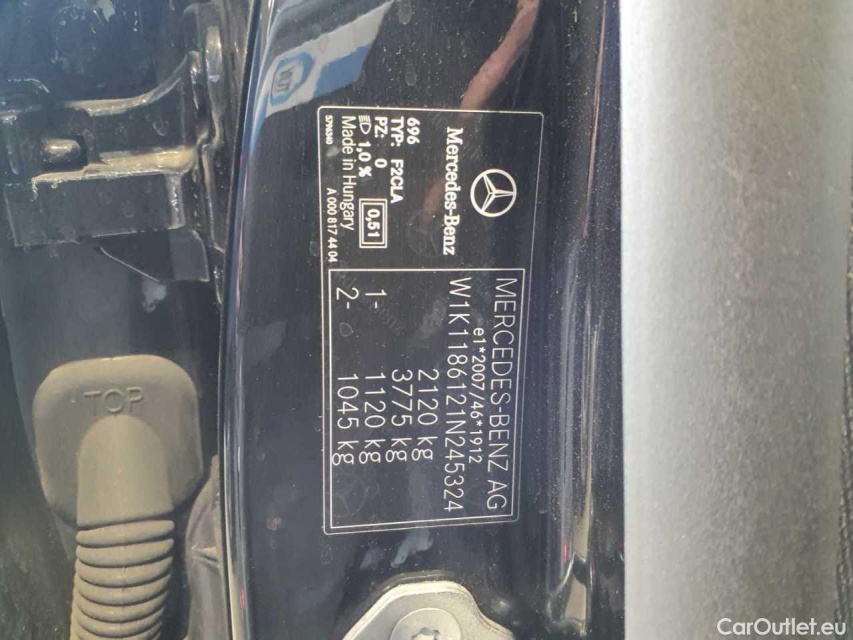 Mercedes-Benz
696
TYP: F2CLA
PZ: 0
1,0 %
0,51
Made in Hungary
A 000 817 44 04
MERCEDES-BENZ AG
e1*2007/46*1912
W1K1186121N245324
2120 kg
3775 kg
1- 1120 kg
2- 1045 kg
TOP
CarOutlet.eu